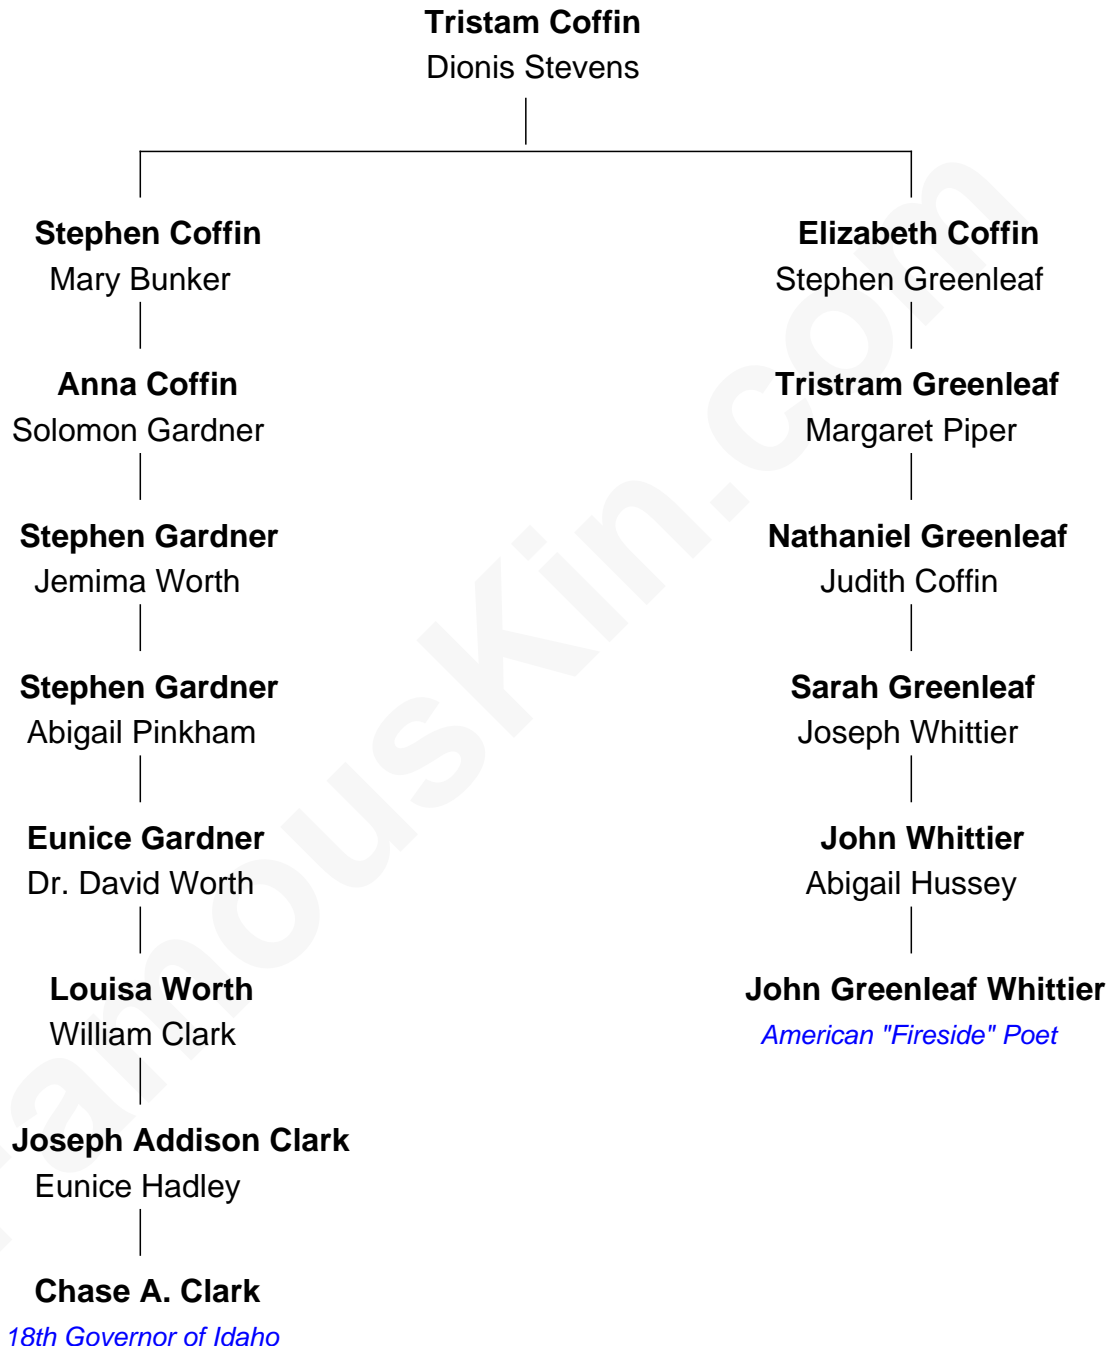 Tristam Coffin
Dionis Stevens
Stephen Coffin
Mary Bunker
Elizabeth Coffin
Stephen Greenleaf
Anna Coffin
Solomon Gardner
Tristram Greenleaf
Margaret Piper
Stephen Gardner
Jemima Worth
Nathaniel Greenleaf
Judith Coffin
Stephen Gardner
Abigail Pinkham
Sarah Greenleaf
Joseph Whittier
Eunice Gardner
Dr. David Worth
John Whittier
Abigail Hussey
Louisa Worth
William Clark
John Greenleaf Whittier
American "Fireside" Poet
Joseph Addison Clark
Eunice Hadley
Chase A. Clark
18th Governor of Idaho
FamousKin.com